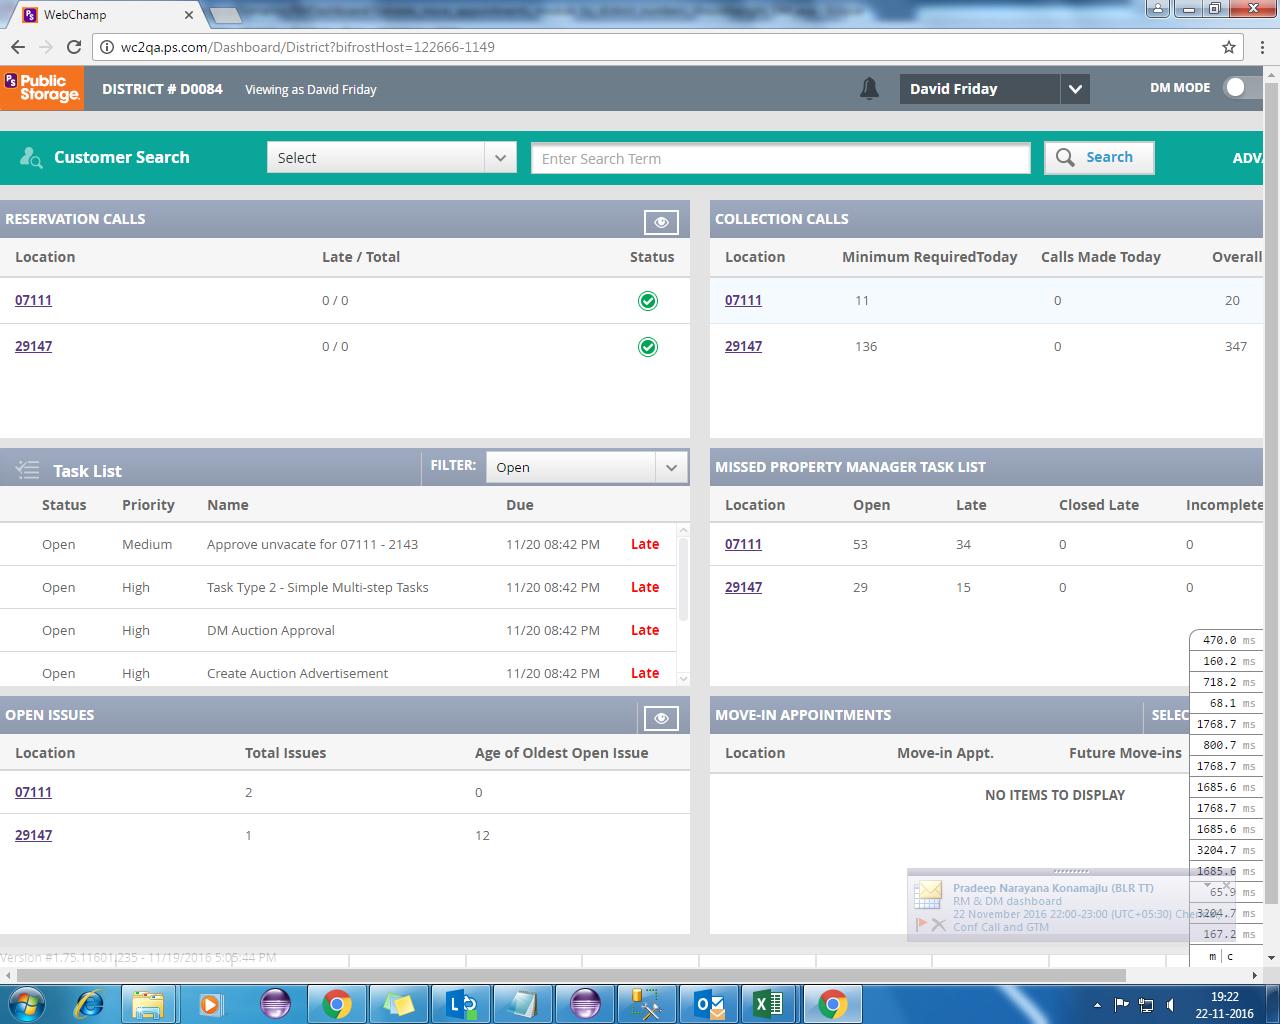 WebChamp
wc2qa.ps.com/Dashboard/District?bifrostHost=122666-1149
PS Public Storage.
DISTRICT # D0084
Viewing as David Friday
David Friday
DM MODE
Customer Search
Select
Enter Search Term
Search
ADV
RESERVATION CALLS
Location Late / Total Status
07111 0 / 0
29147 0 / 0
COLLECTION CALLS
Location Minimum RequiredToday Calls Made Today Overall
07111 11 0 20
29147 136 0 347
Task List
FILTER: Open
Status Priority Name Due
Open Medium Approve unvacate for 07111 - 2143 11/20 08:42 PM Late
Open High Task Type 2 - Simple Multi-step Tasks 11/20 08:42 PM Late
Open High DM Auction Approval 11/20 08:42 PM Late
Open High Create Auction Advertisement 11/20 08:42 PM Late
MISSED PROPERTY MANAGER TASK LIST
Location Open Late Closed Late Incomplete
07111 53 34 0 0
29147 29 15 0 0
OPEN ISSUES
Location Total Issues Age of Oldest Open Issue
07111 2 0
29147 1 12
MOVE-IN APPOINTMENTS
SELEC
Location Move-in Appt. Future Move-ins
NO ITEMS TO DISPLAY
470.0 ms
160.2 ms
718.2 ms
68.1 ms
1768.7 ms
800.7 ms
1768.7 ms
1685.6 ms
1768.7 ms
1685.6 ms
3204.7 ms
1685.6 ms
65.9 ms
3204.7 ms
167.2 ms
m | c
Pradeep Narayana Konamajlu (BLR TT)
RM & DM dashboard
22 November 2016 22:00-23:00 (UTC+05:30)
Conf Call and GTM
Version #1.75.11601.235 - 11/19/2016 5:05:44 PM
19:22
22-11-2016